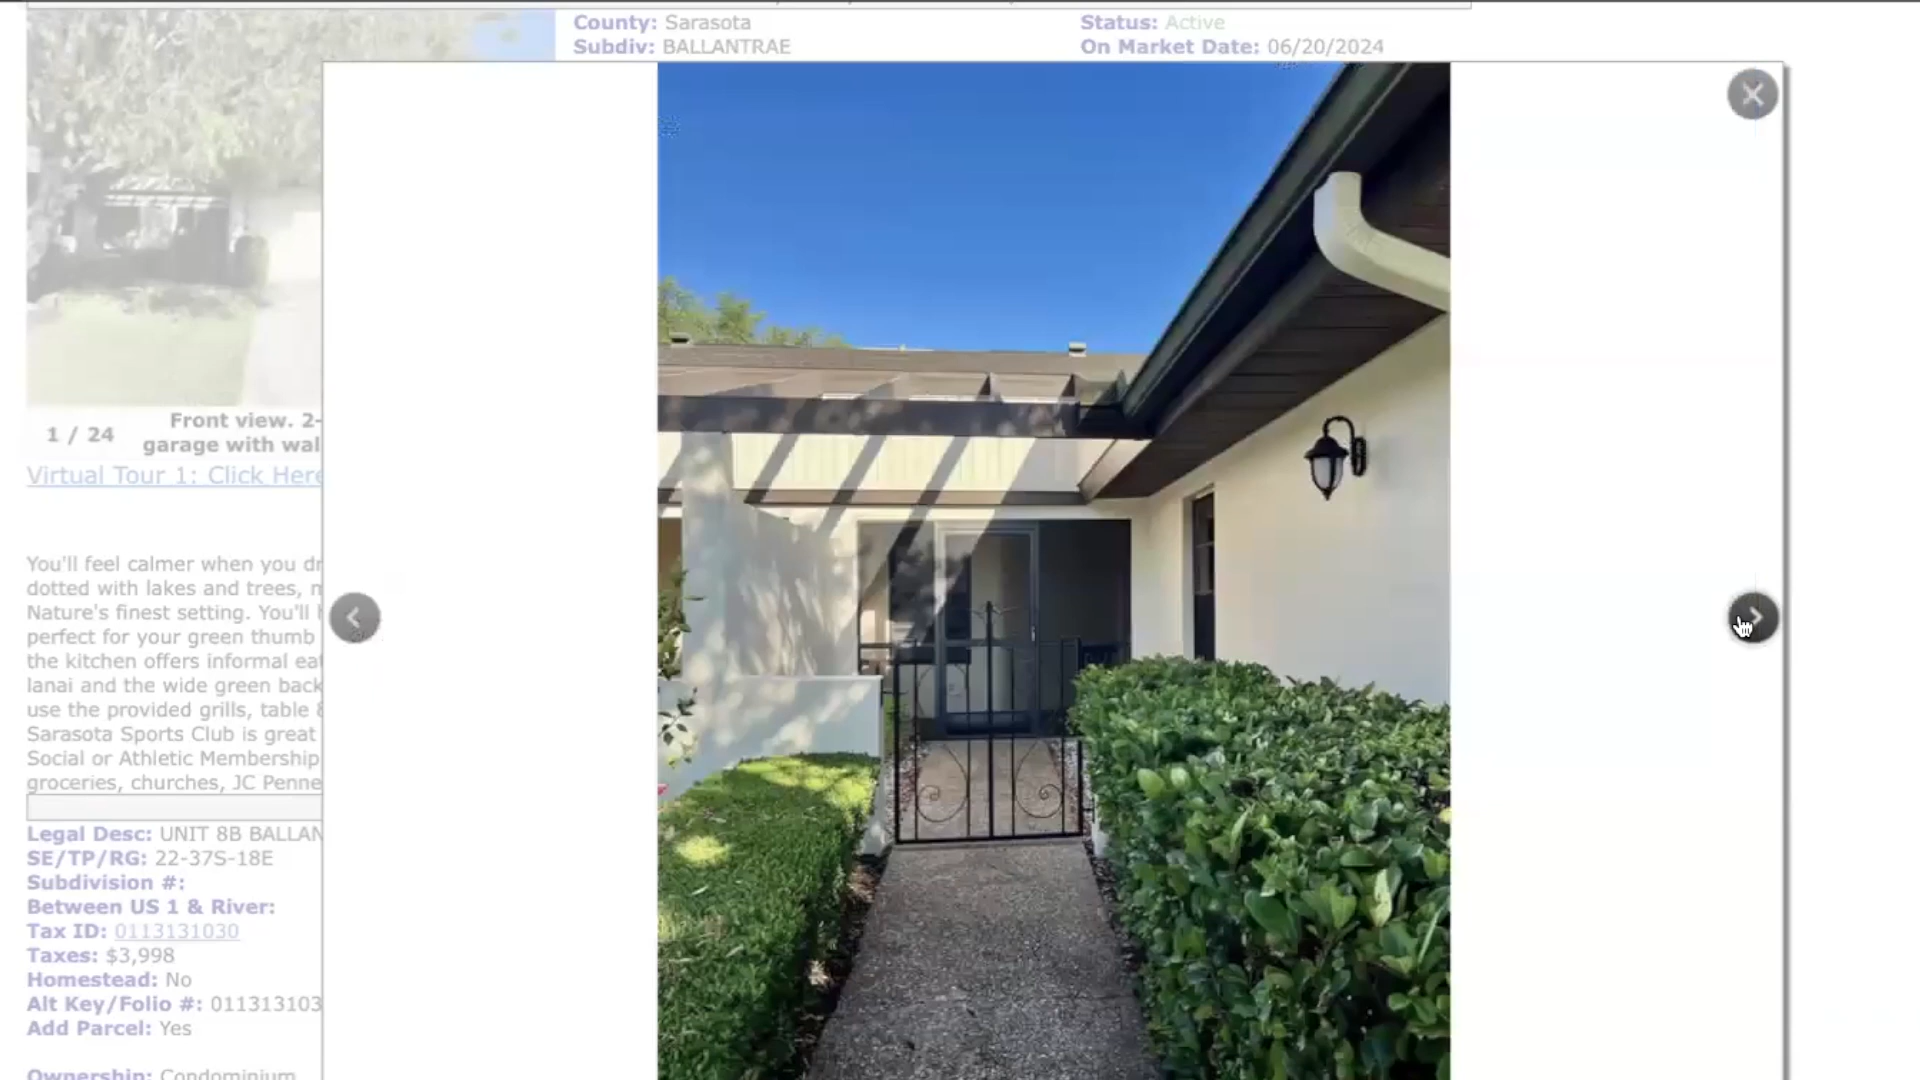 County: Sarasota
Status: Active
Subdiv: BALLANTRAE
On Market Date: 06/20/2024
1 / 24
Front view. 2-
garage with wal
Virtual Tour 1: Click Here
You'll feel calmer when you dr
dotted with lakes and trees, n
Nature's finest setting. You'll
perfect for your green thumb
the kitchen offers informal eat
lanai and the wide green back
use the provided grills, table &
Sarasota Sports Club is great
Social or Athletic Membership
groceries, churches, JC Penne
Legal Desc: UNIT 8B BALLAN
SE/TP/RG: 22-37S-18E
Subdivision #:
Between US 1 & River:
Tax ID: 0113131030
Taxes: $3,998
Homestead: No
Alt Key/Folio #: 011313103
Add Parcel: Yes
Ownership: Condominium